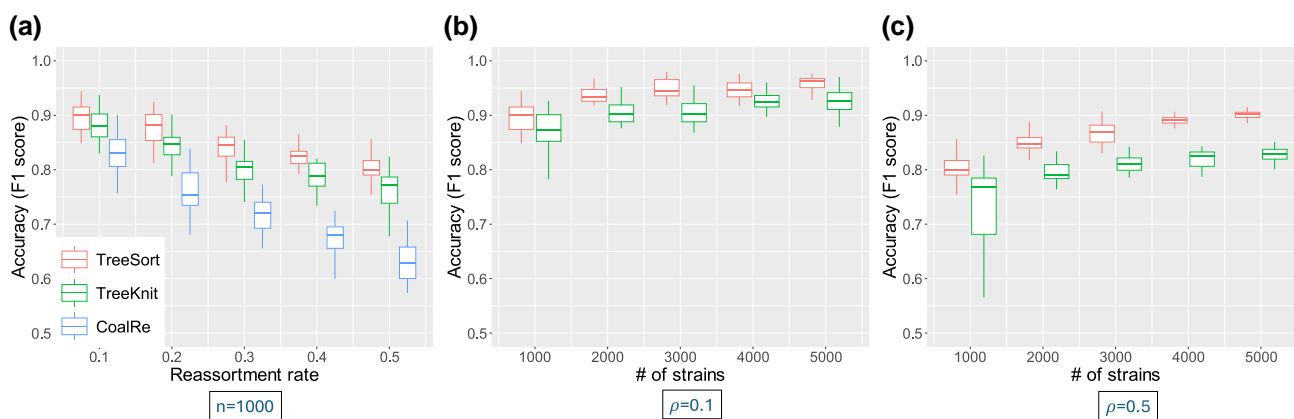 (a)
Accuracy (F1 score)
1.0
0.9
0.8
0.7
0.6
0.5
TreeSort
TreeKnit
CoalRe
0.1 0.2 0.3 0.4 0.5
Reassortment rate
n=1000
(b)
Accuracy (F1 score)
1.0
0.9
0.8
0.7
0.6
0.5
1000 2000 3000 4000 5000
# of strains
ρ=0.1
(c)
Accuracy (F1 score)
1.0
0.9
0.8
0.7
0.6
0.5
1000 2000 3000 4000 5000
# of strains
ρ=0.5